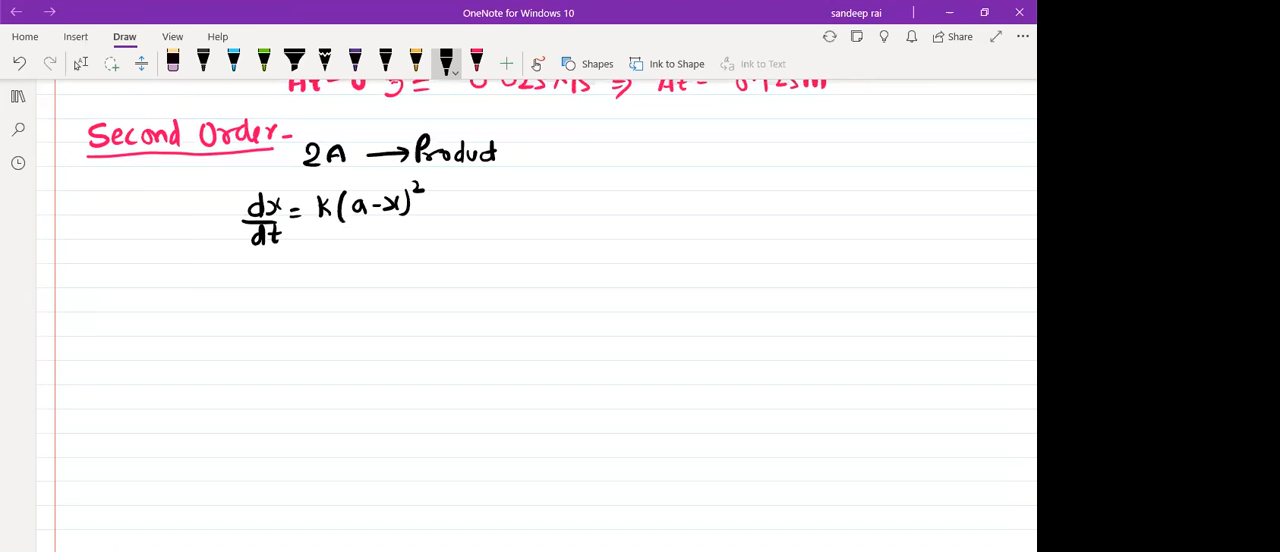 OneNote for Windows 10
sandeep rai
Home Insert Draw View Help
Share
Shapes Ink to Shape Ink to Text
Second Order-
2A → Product
dx/dt = k(a-x)²